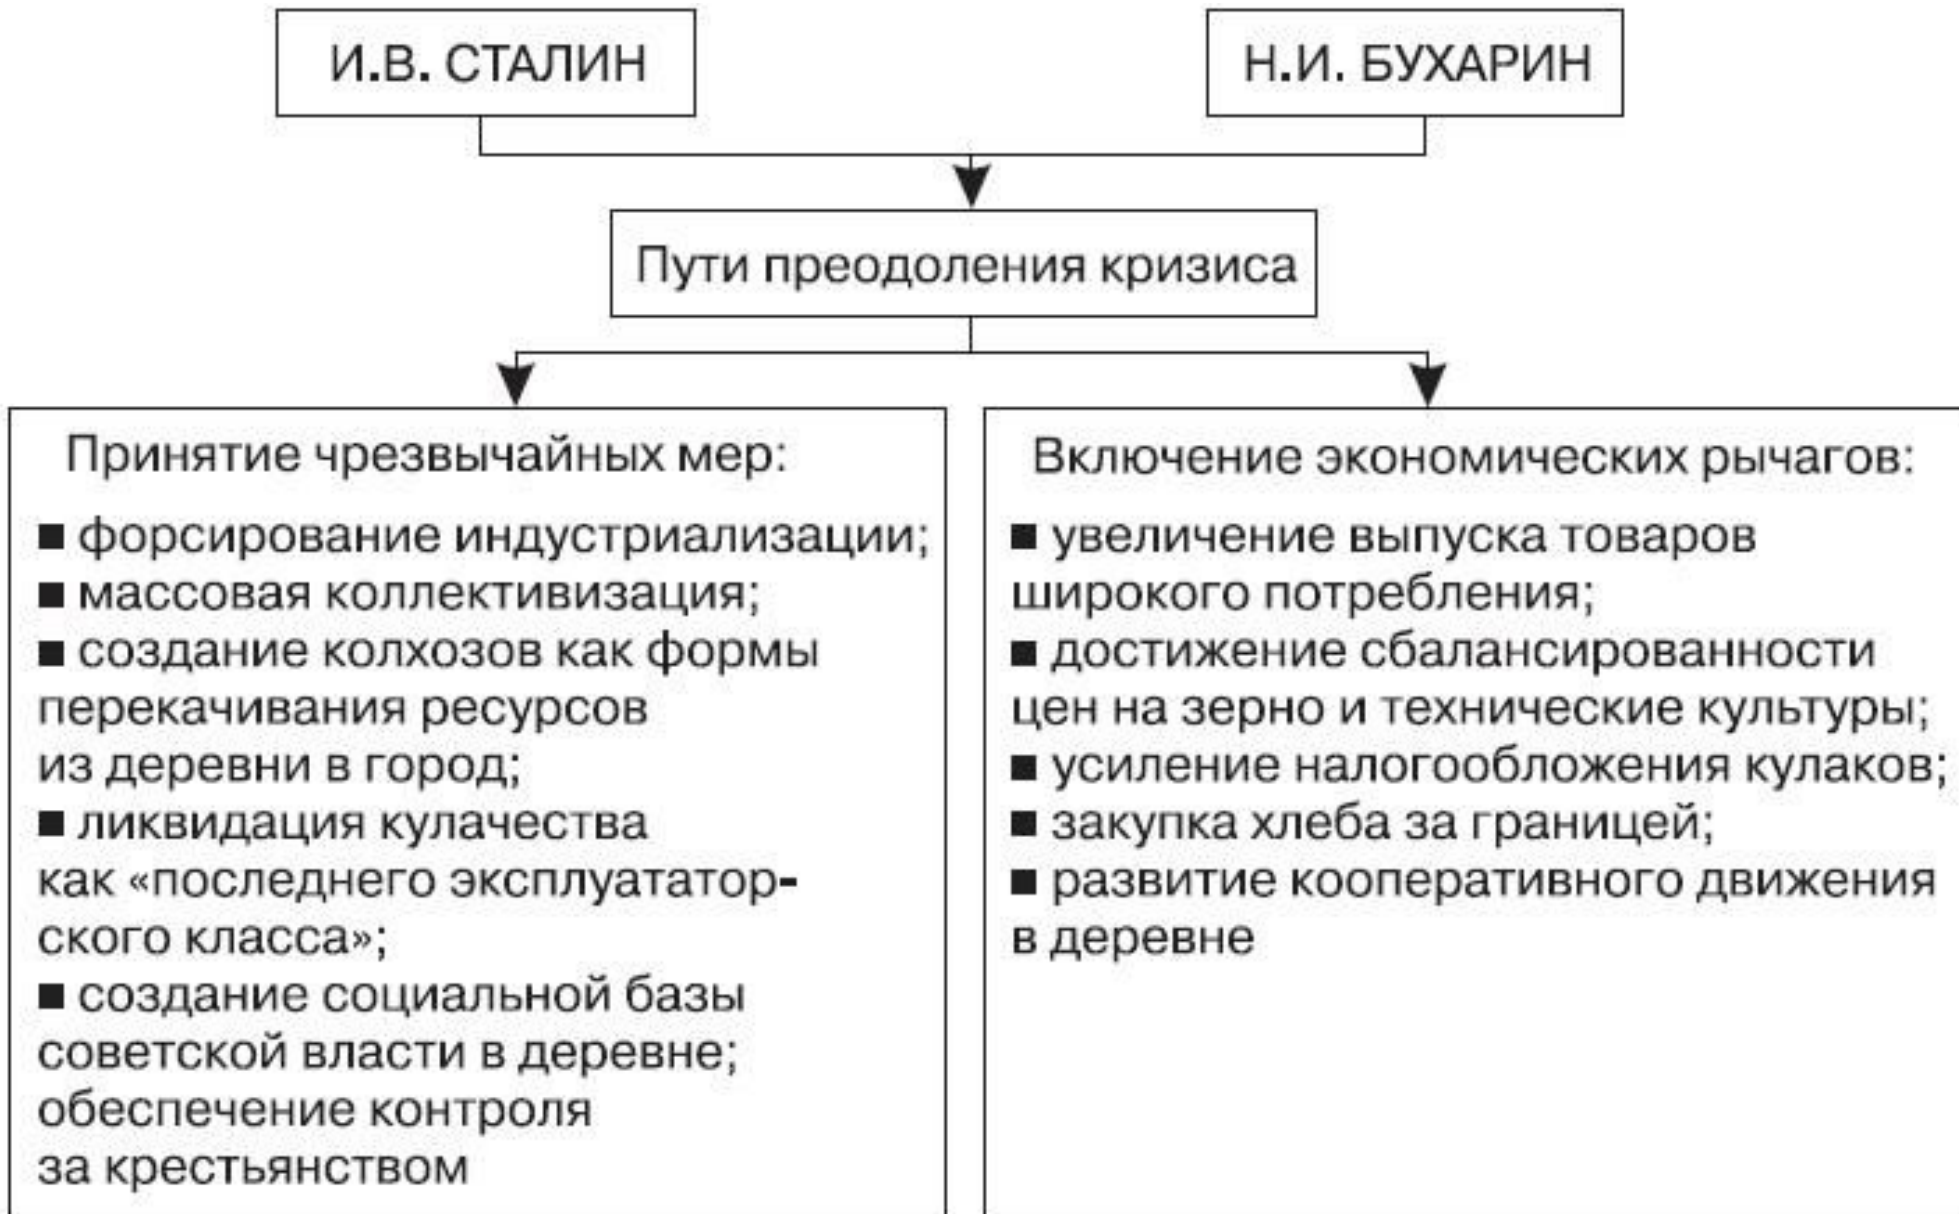 И.В. СТАЛИН
Н.И. БУХАРИН
Пути преодоления кризиса
Принятие чрезвычайных мер:
■ форсирование индустриализации;
■ массовая коллективизация;
■ создание колхозов как формы
перекачивания ресурсов
из деревни в город;
■ ликвидация кулачества
как «последнего эксплуататор-
ского класса»;
■ создание социальной базы
советской власти в деревне;
обеспечение контроля
за крестьянством
Включение экономических рычагов:
■ увеличение выпуска товаров
широкого потребления;
■ достижение сбалансированности
цен на зерно и технические культуры;
■ усиление налогообложения кулаков;
■ закупка хлеба за границей;
■ развитие кооперативного движения
в деревне